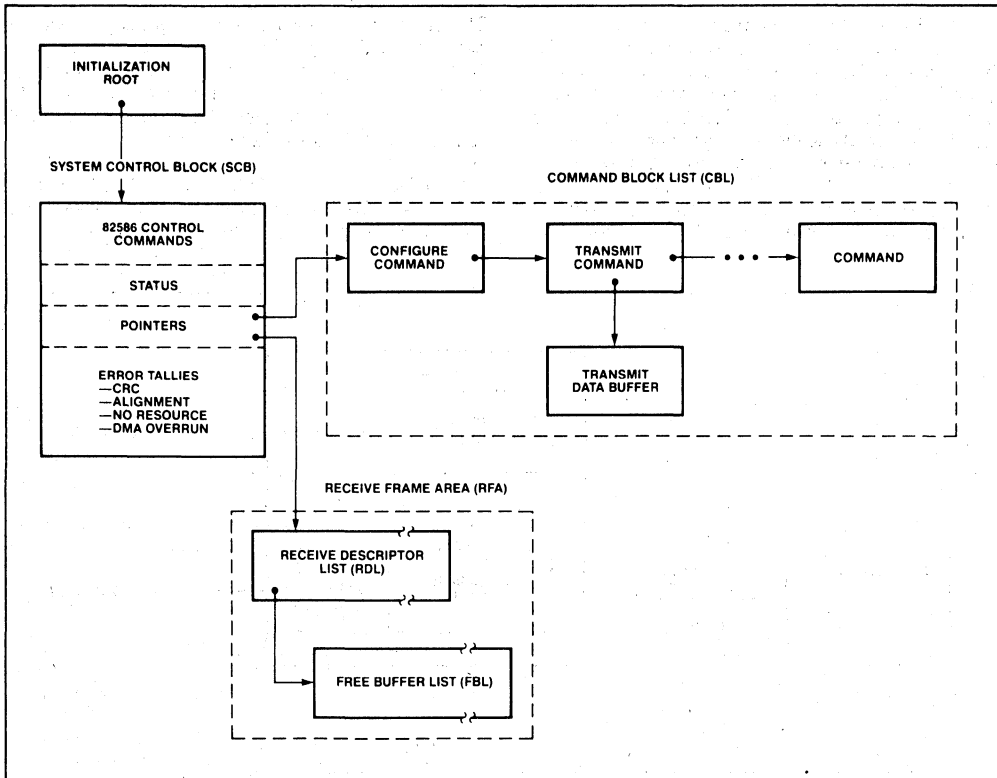 INITIALIZATION
ROOT
SYSTEM CONTROL BLOCK (SCB)
82586 CONTROL
COMMANDS
STATUS
POINTERS
ERROR TALLIES
—CRC
—ALIGNMENT
—NO RESOURCE
—DMA OVERRUN
COMMAND BLOCK LIST (CBL)
CONFIGURE
COMMAND
TRANSMIT
COMMAND
COMMAND
TRANSMIT
DATA BUFFER
RECEIVE FRAME AREA (RFA)
RECEIVE DESCRIPTOR
LIST (RDL)
FREE BUFFER LIST (FBL)